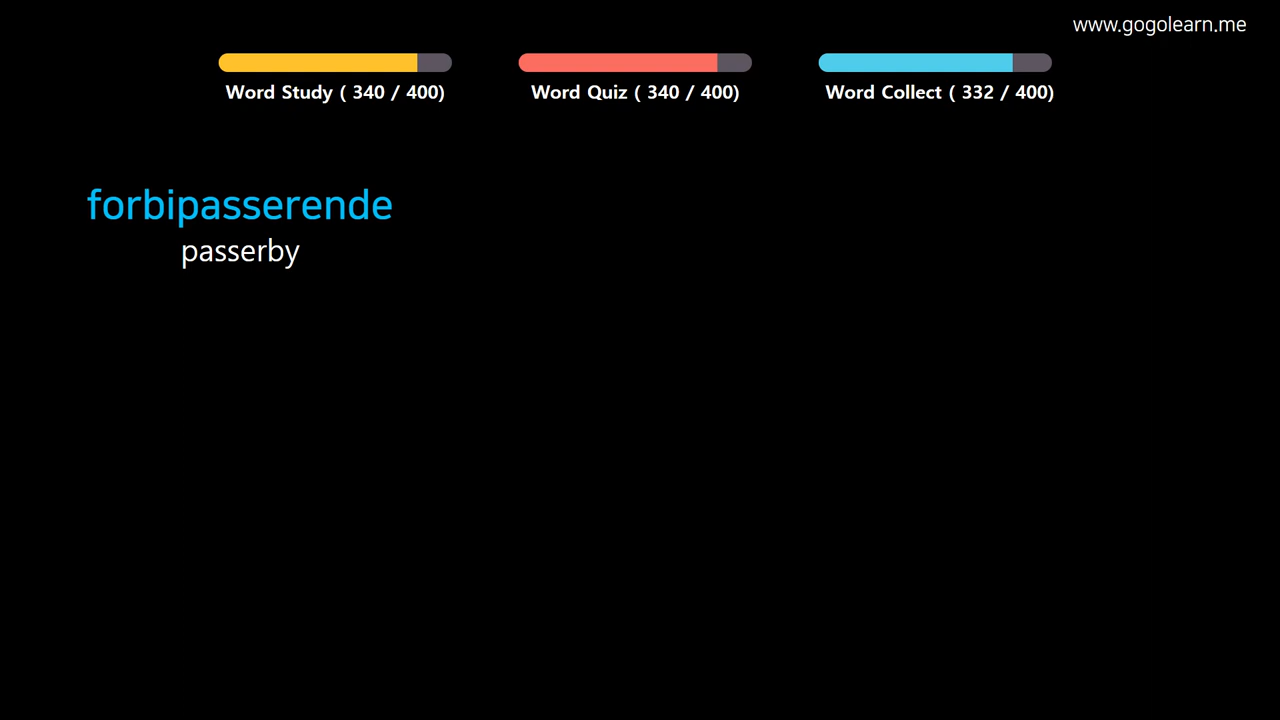 www.gogolearn.me
Word Study ( 340 / 400)
Word Quiz ( 340 / 400)
Word Collect ( 332 / 400)
forbipasserende
passerby